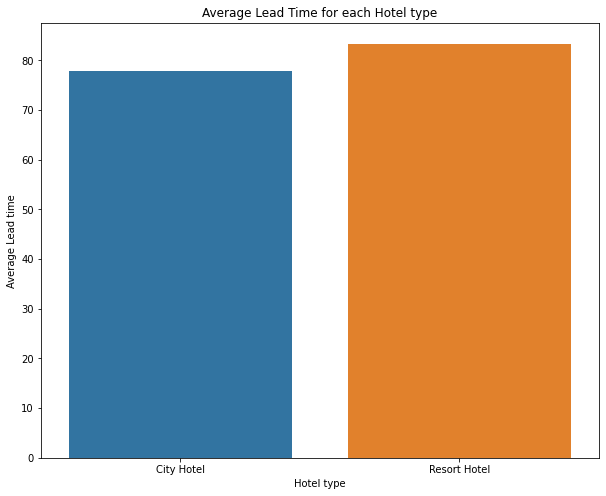 Average Lead Time for each Hotel type
Average Lead time
80
70
60
50
40
30
20
10
0
City Hotel
Resort Hotel
Hotel type